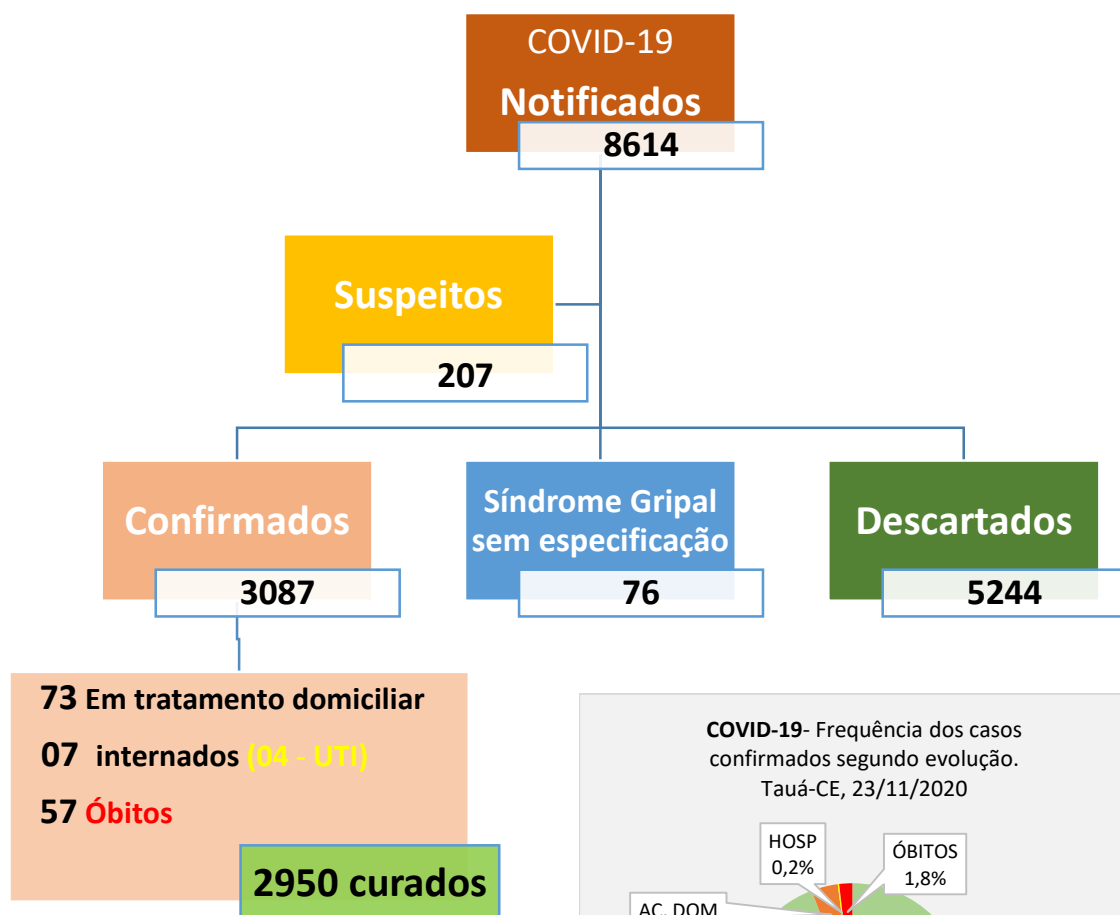 COVID-19
Notificados
8614
Suspeitos
207
Confirmados
3087
Síndrome Gripal
sem especificação
76
Descartados
5244
73 Em tratamento domiciliar
07 internados (04 - UTI)
57 Óbitos
2950 curados
COVID-19- Frequência dos casos
confirmados segundo evolução.
Tauá-CE, 23/11/2020
HOSP
0,2%
ÓBITOS
1,8%
AC. DOM